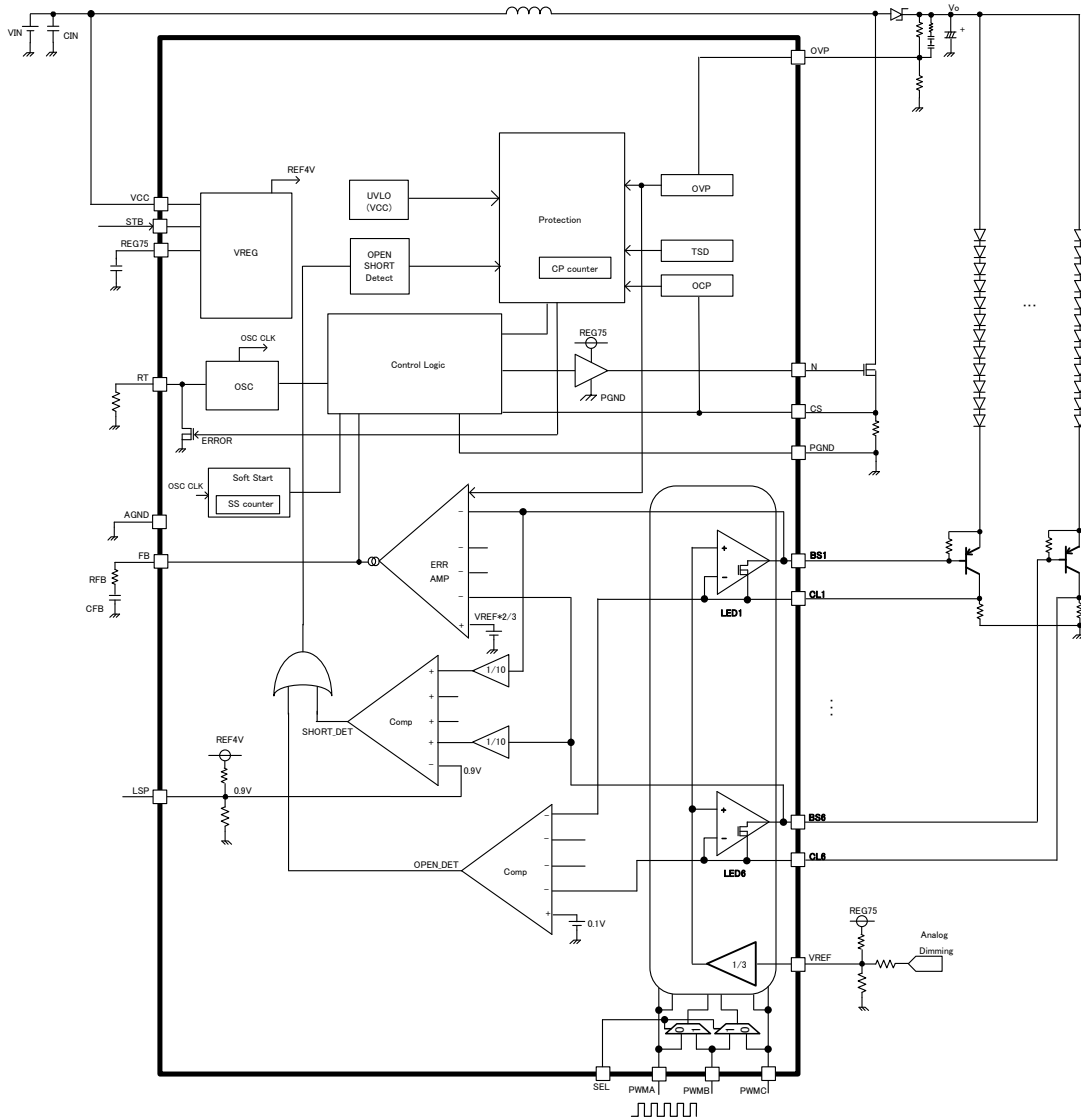 Vo
+
VIN
CIN
OVP
REF4V
VCC
STB
REG75
VREG
UVLO
(VCC)
OPEN
SHORT
Detect
Protection
CP counter
OVP
TSD
OCP
...
OSC CLK
RT
OSC
Control Logic
REG75
PGND
N
CS
PGND
ERROR
OSC CLK
Soft Start
SS counter
AGND
FB
RFB
CFB
ERR
AMP
−
−
−
−
+
VREF*2/3
+
−
LED1
BS1
CL1
1/10
1/10
+
+
+
+
−
Comp
SHORT_DET
0.9V
REF4V
0.9V
LSP
...
OPEN_DET
Comp
−
−
−
−
+
0.1V
+
−
LED6
BS6
CL6
REG75
Analog
Dimming
VREF
1/3
0
1
1
0
SEL
PWMA
PWMB
PWMC